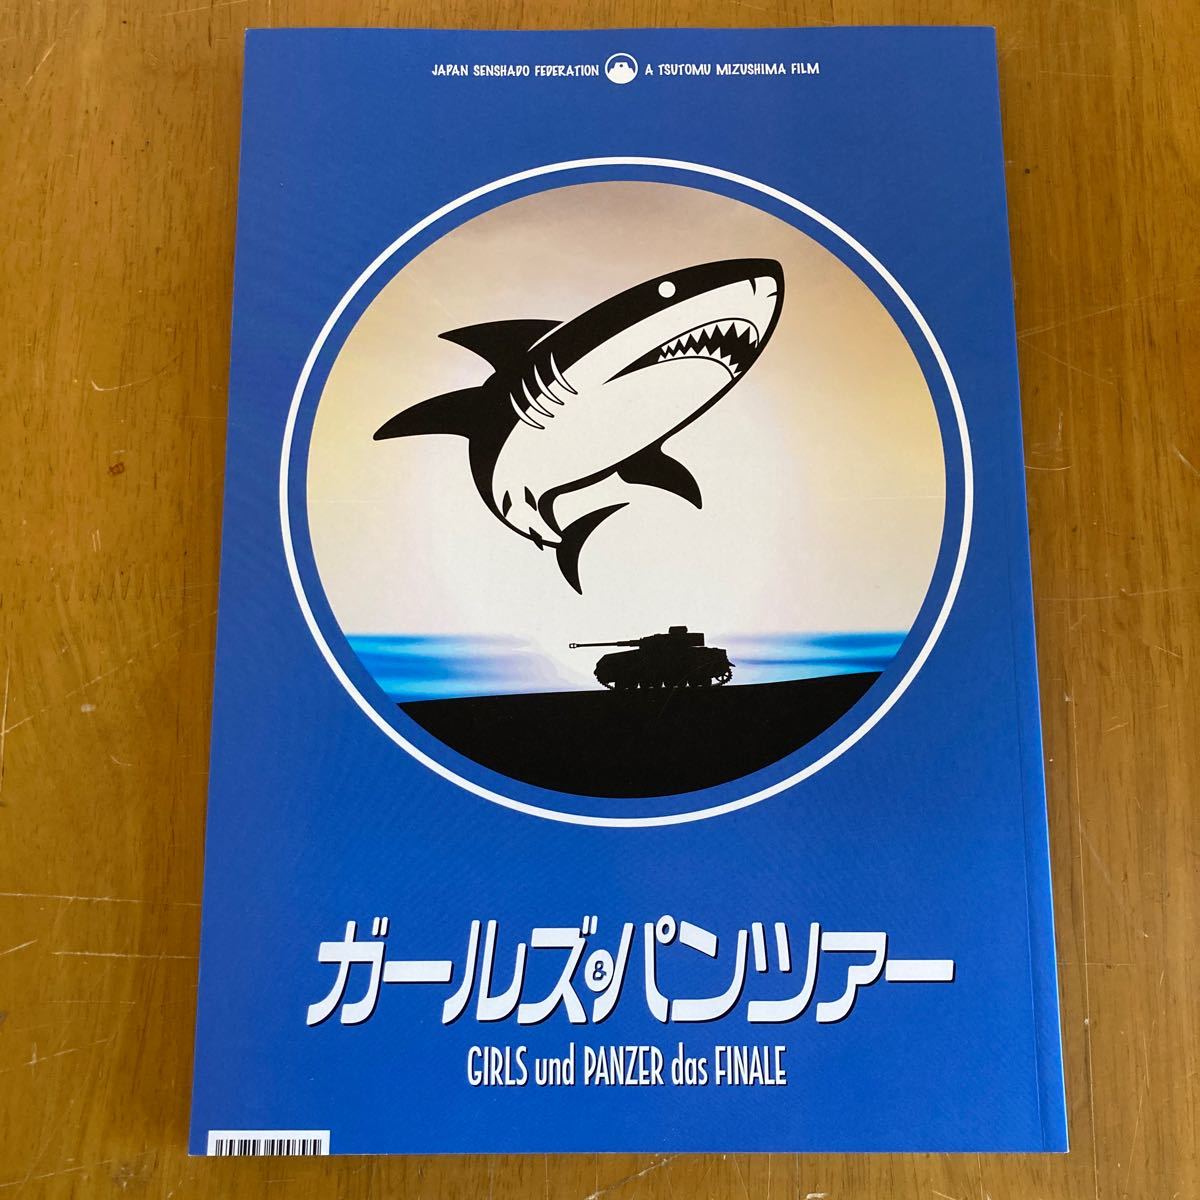 JAPAN SENSHADO FEDERATION A TSUTOMU MIZUSHIMA FILM
ガールズ&パンツァー
GIRLS und PANZER das FINALE